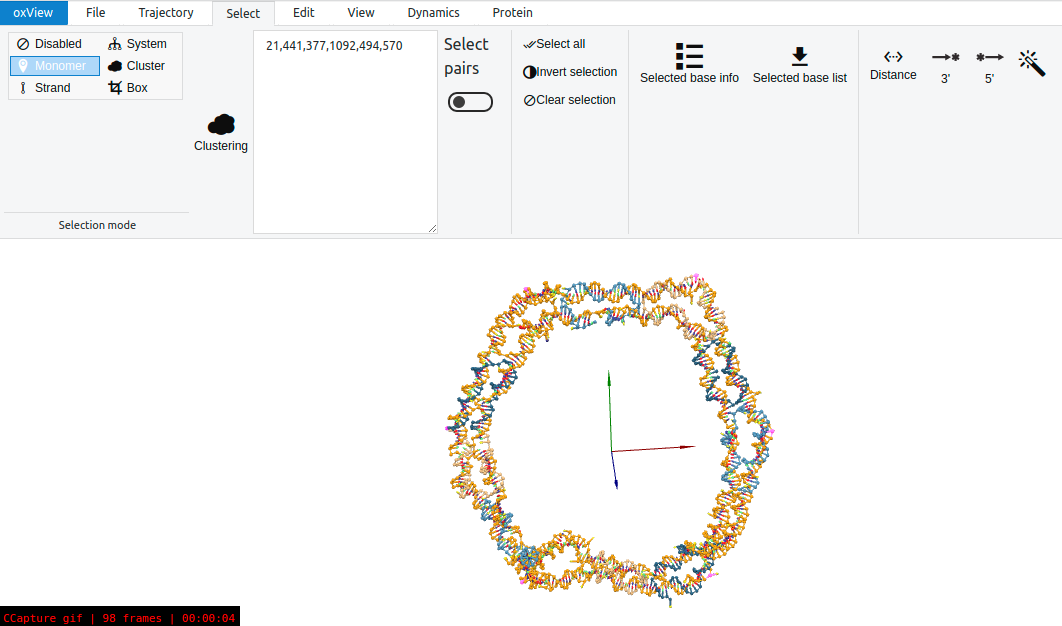 oxView File Trajectory Select Edit View Dynamics Protein
Disabled System
Monomer Cluster
Strand Box
Clustering
Selection mode
21,441,377,1092,494,570
Select
pairs
Select all
Invert selection
Clear selection
Selected base info
Selected base list
Distance
3'
5'
CCapture gif | 98 frames | 00:00:04